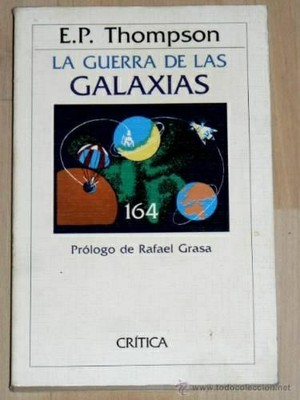 E.P. Thompson
LA GUERRA DE LAS
GALAXIAS
164
Prólogo de Rafael Grasa
CRÍTICA
© www.todocoleccion.net